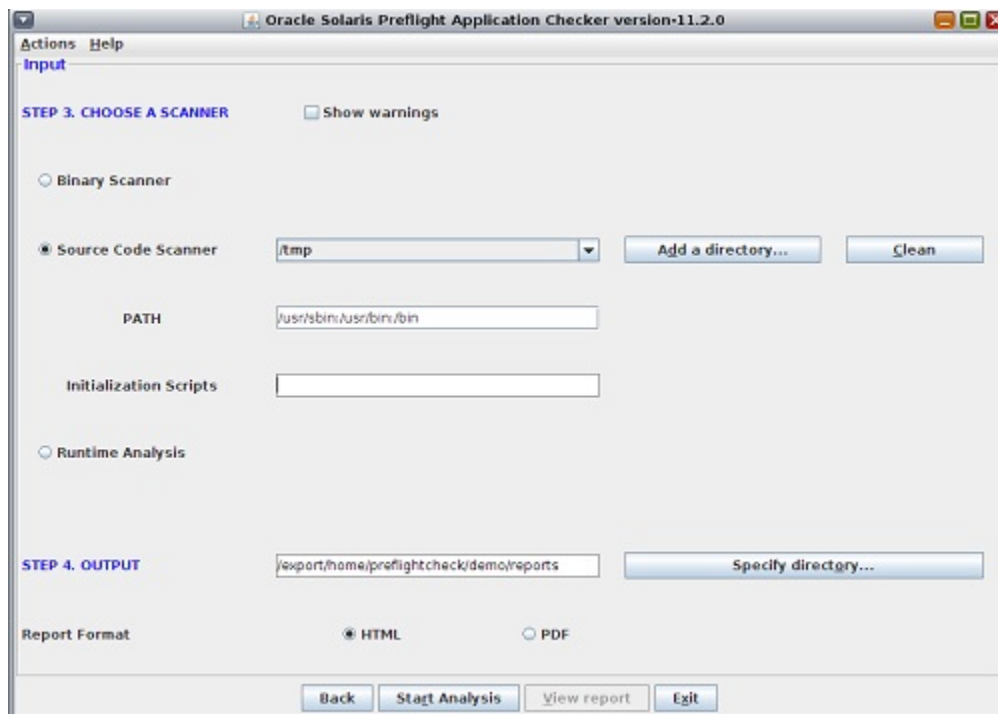 Oracle Solaris Preflight Application Checker version-11.2.0
Actions Help
Input
STEP 3. CHOOSE A SCANNER
Show warnings
Binary Scanner
Source Code Scanner
/tmp
Add a directory...
Clean
PATH
/usr/sbin:/usr/bin:/bin
Initialization Scripts
Runtime Analysis
STEP 4. OUTPUT
/export/home/preflightcheck/demo/reports
Specify directory...
Report Format
HTML
PDF
Back
Start Analysis
View report
Exit